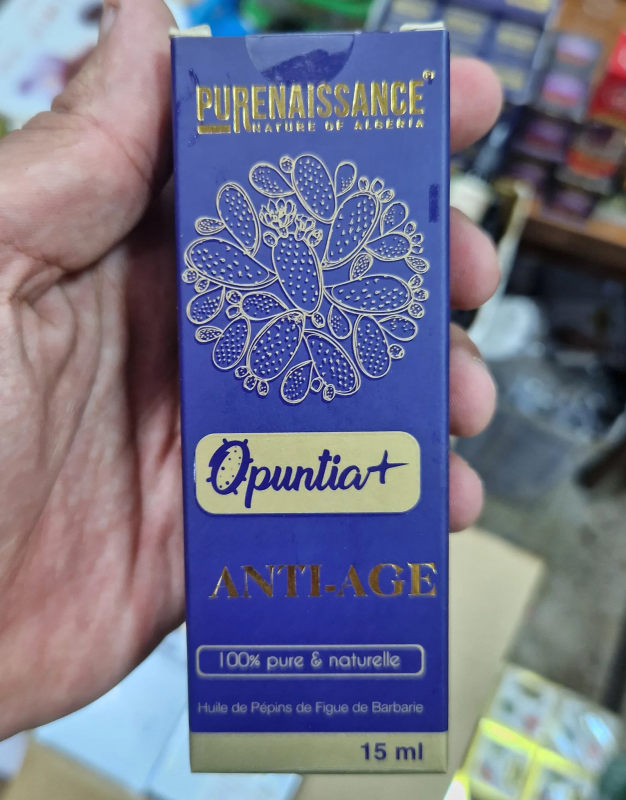 PURENAISSANCE®
NATURE OF ALGERIA
Opuntia+
ANTI-AGE
100% pure & naturelle
Huile de Pépins de Figue de Barbarie
15 ml